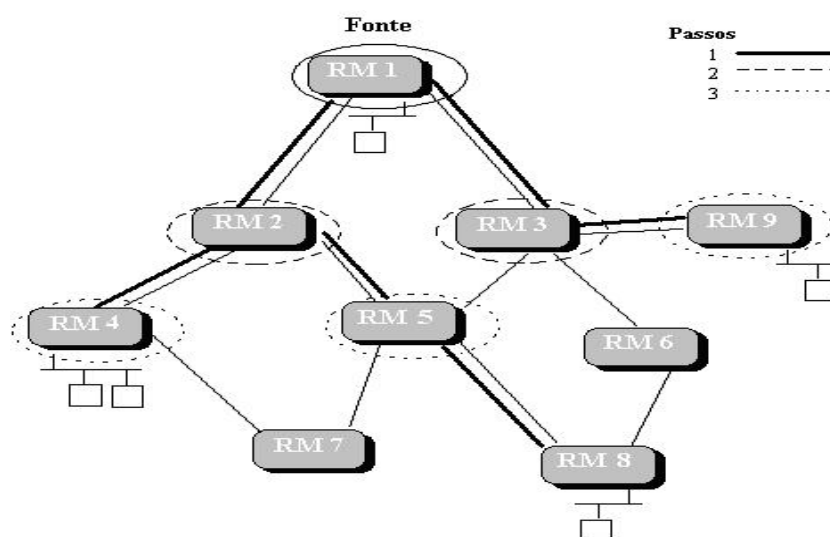 Fonte
Passos
1
2
3
RM 1
RM 2
RM 3
RM 9
RM 4
RM 5
RM 6
RM 7
RM 8